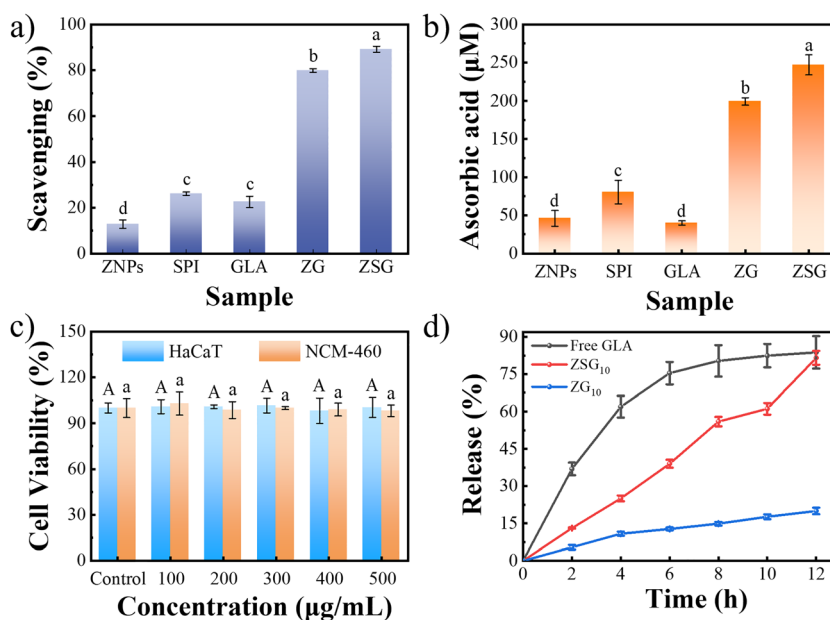 a)
Scavenging (%)
100
80
60
40
20
0
d
c
c
b
a
ZNPs SPI GLA ZG ZSG
Sample
b)
Ascorbic acid (μM)
300
250
200
150
100
50
0
d
c
d
b
a
ZNPs SPI GLA ZG ZSG
Sample
c)
Cell Viability (%)
150
120
90
60
30
0
HaCaT NCM-460
A a A a A a A a A a A a
Control 100 200 300 400 500
Concentration (μg/mL)
d)
Release (%)
90
75
60
45
30
15
0
Free GLA
ZSG₁₀
ZG₁₀
0 2 4 6 8 10 12
Time (h)